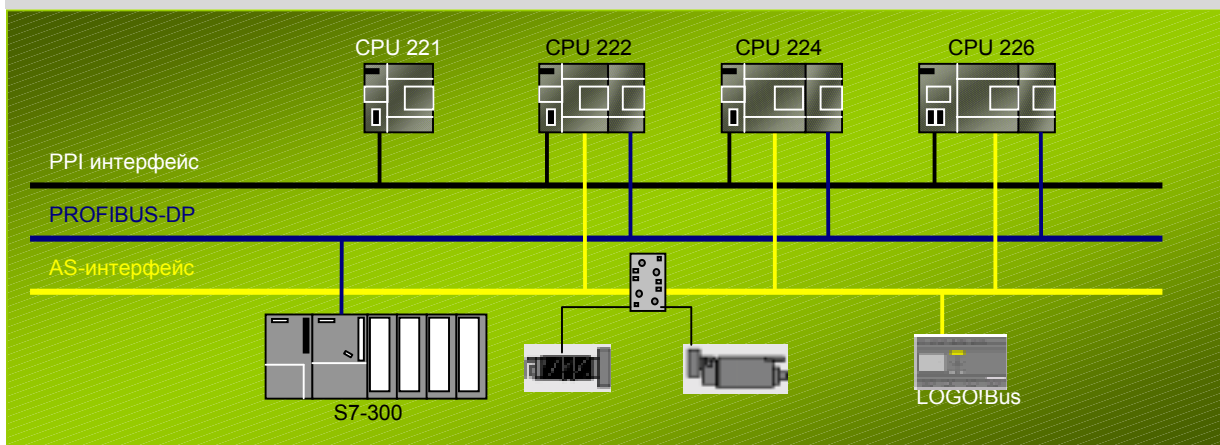 CPU 221
CPU 222
CPU 224
CPU 226
PPI интерфейс
PROFIBUS-DP
AS-интерфейс
S7-300
LOGO!Bus